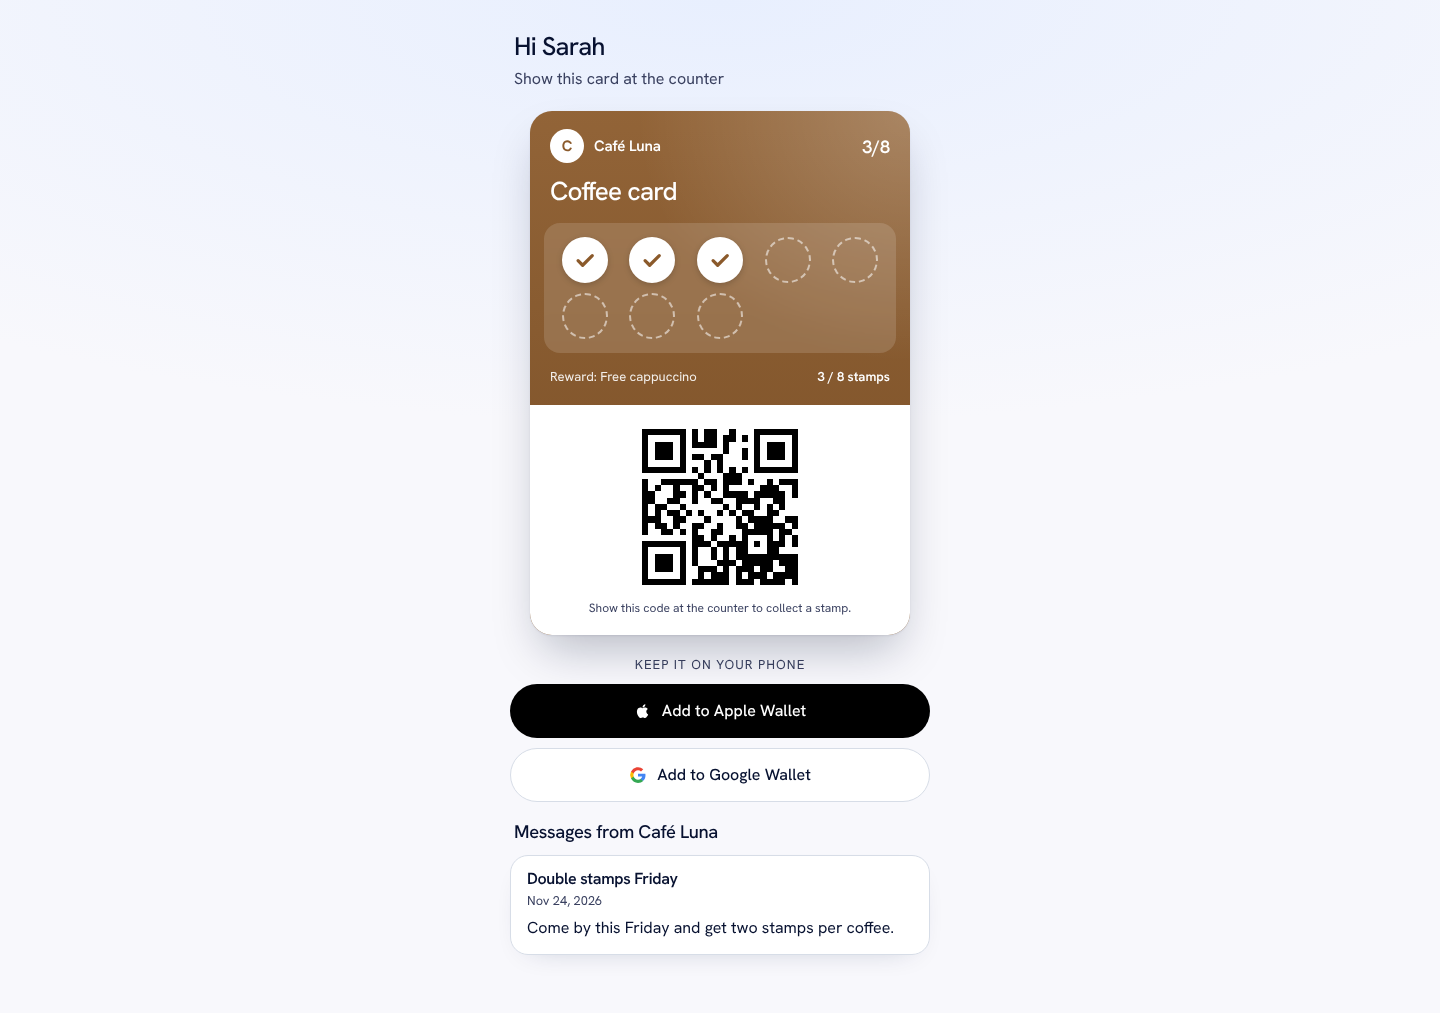 Hi Sarah
Show this card at the counter
C Café Luna 3/8
Coffee card
Reward: Free cappuccino 3 / 8 stamps
Show this code at the counter to collect a stamp.
KEEP IT ON YOUR PHONE
Add to Apple Wallet
Add to Google Wallet
Messages from Café Luna
Double stamps Friday
Nov 24, 2026
Come by this Friday and get two stamps per coffee.